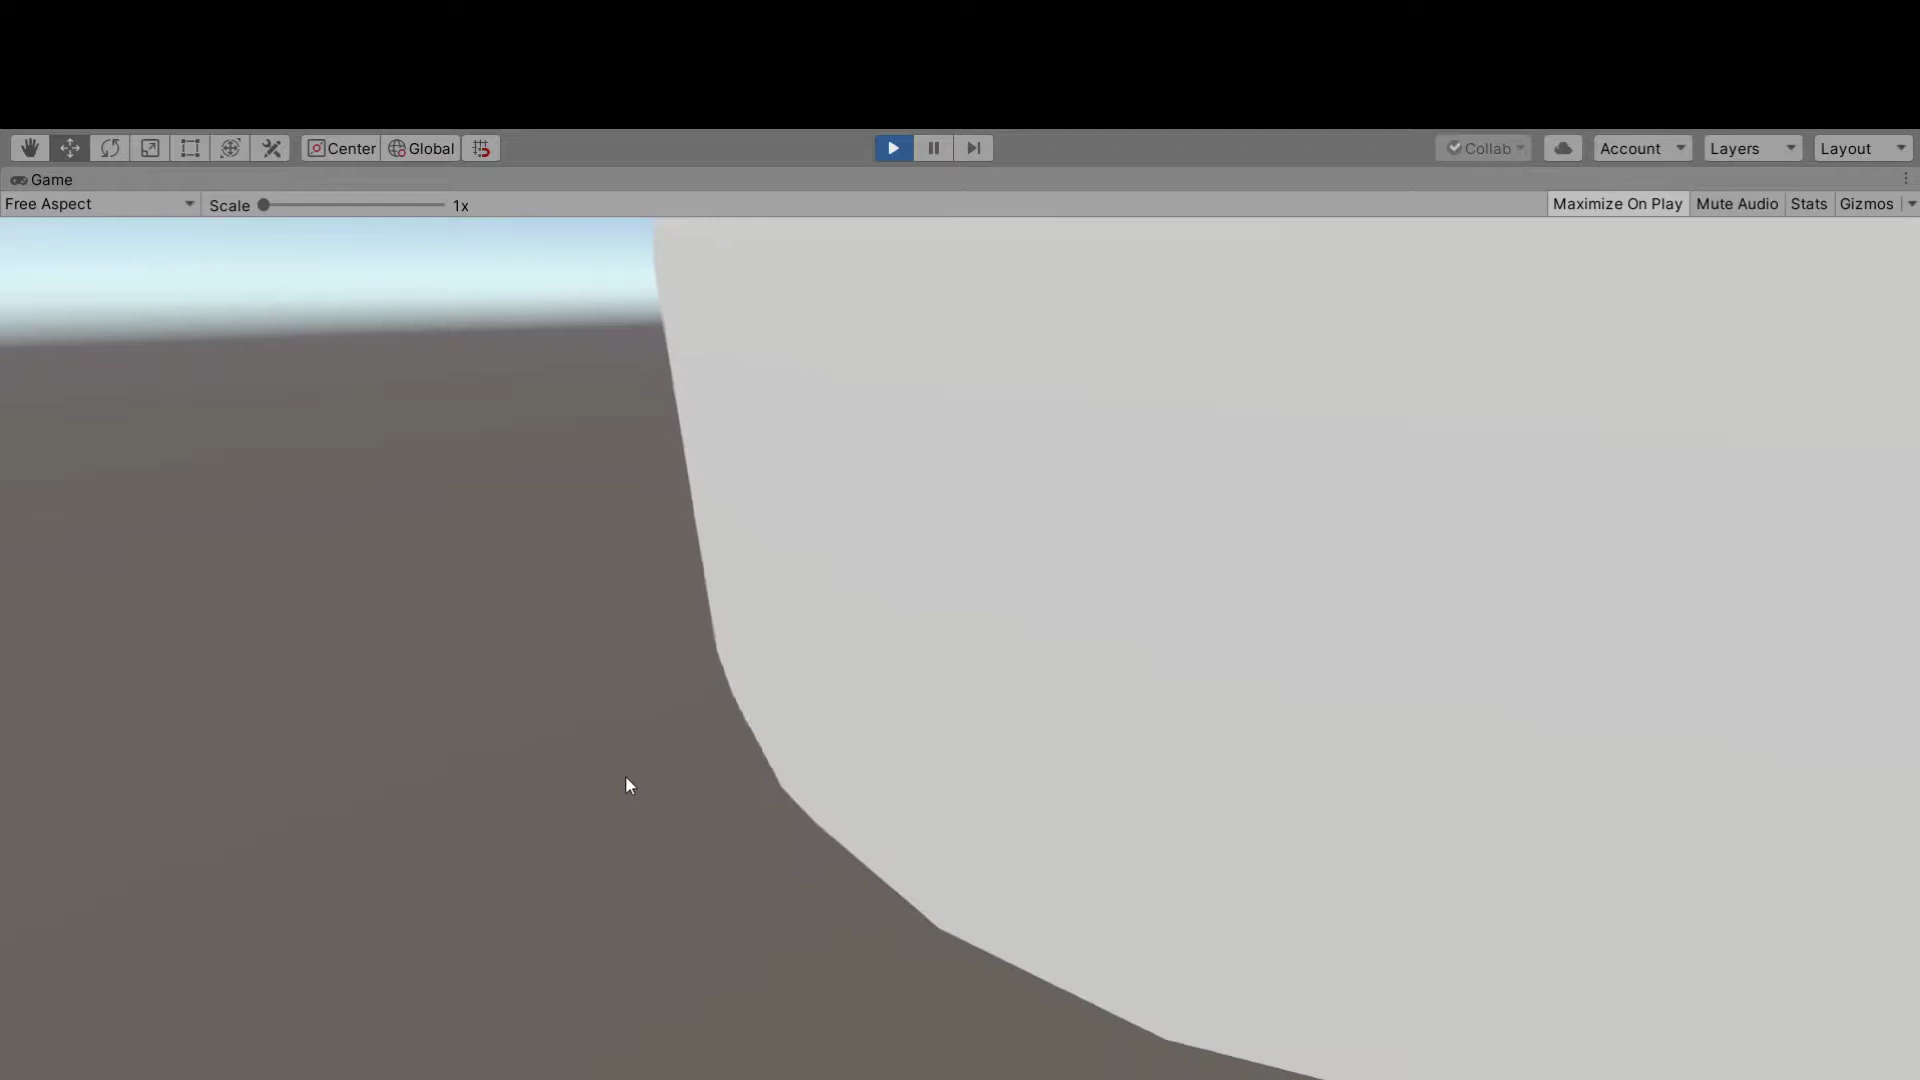 Center Global Collab Account Layers Layout
Game
Free Aspect Scale 1x Maximize On Play Mute Audio Stats Gizmos